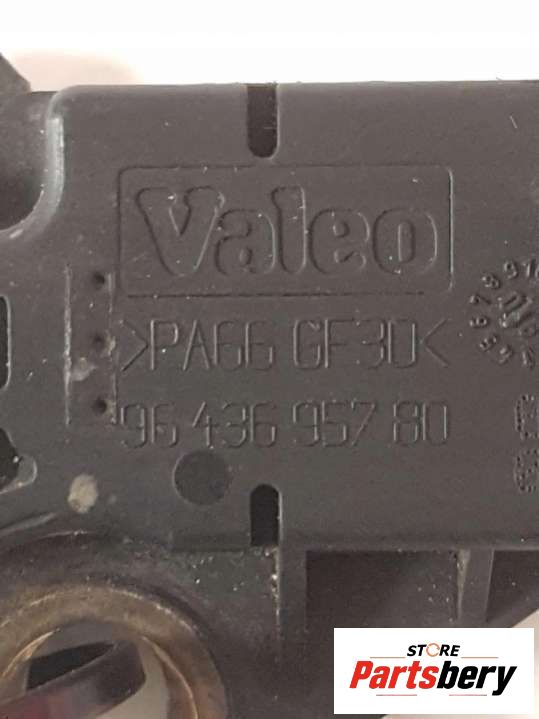 Valeo
>PA66 GF30<
96 436 957 80
STORE
Partsbery